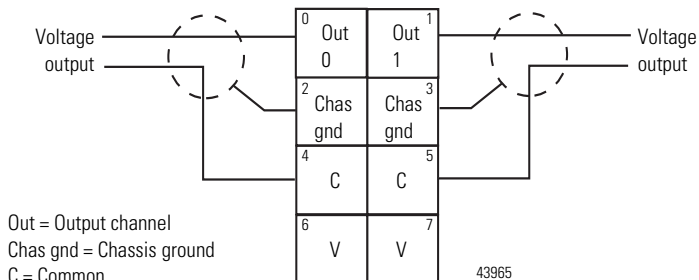 Voltage
output
0
Out
0
1
Out
1
Voltage
output
2
Chas
gnd
3
Chas
gnd
4
C
5
C
6
V
7
V
Out = Output channel
Chas gnd = Chassis ground
C = Common
43965